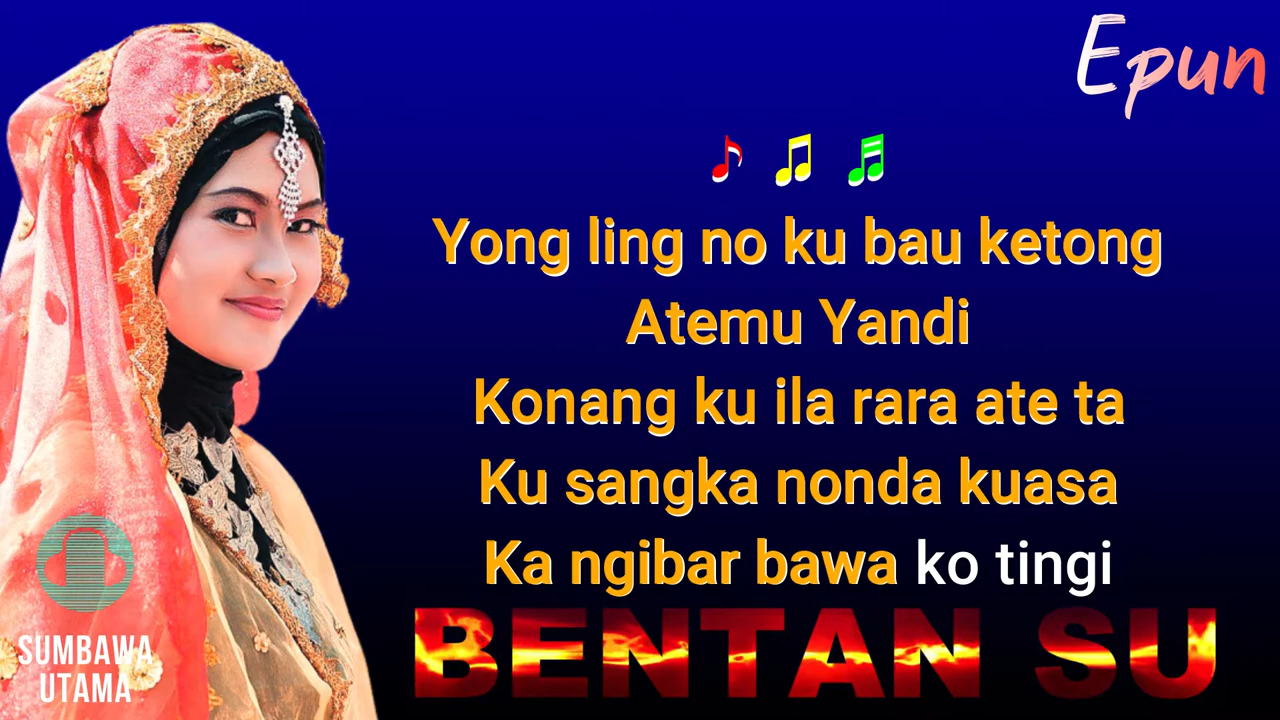 Epun
Yong ling no ku bau ketong
Atemu Yandi
Konang ku ila rara ate ta
Ku sangka nonda kuasa
Ka ngibar bawa ko tingi
BENTAN SU
SUMBAWA
UTAMA